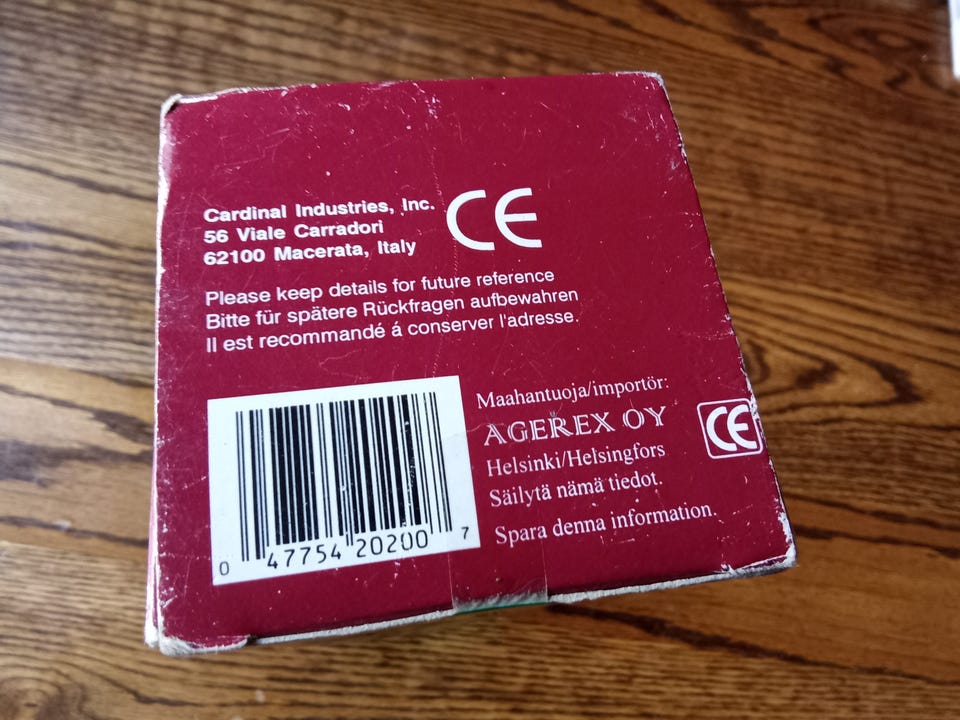 Cardinal Industries, Inc.
56 Viale Carradori
62100 Macerata, Italy
CE
Please keep details for future reference
Bitte für spätere Rückfragen aufbewahren
Il est recommandé á conserver l'adresse.
Maahantuoja/importör:
AGEREX OY
Helsinki/Helsingfors
Säilytä nämä tiedot.
Spara denna information.
CE
0 47754 20200 7